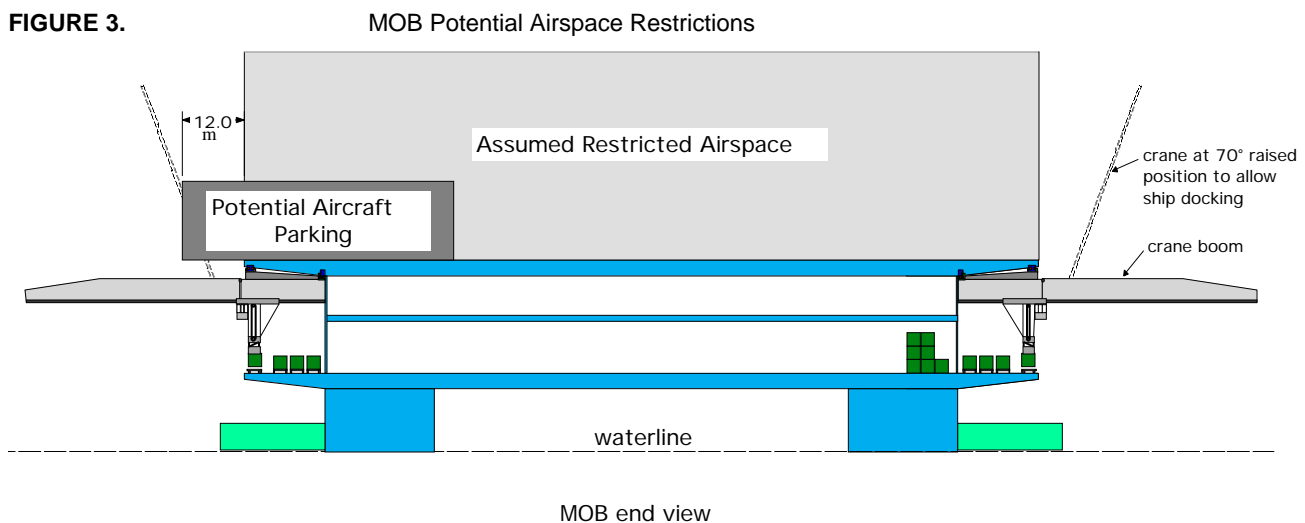 FIGURE 3. MOB Potential Airspace Restrictions
12.0
m
Assumed Restricted Airspace
crane at 70° raised
position to allow
ship docking
Potential Aircraft
Parking
crane boom
waterline
MOB end view